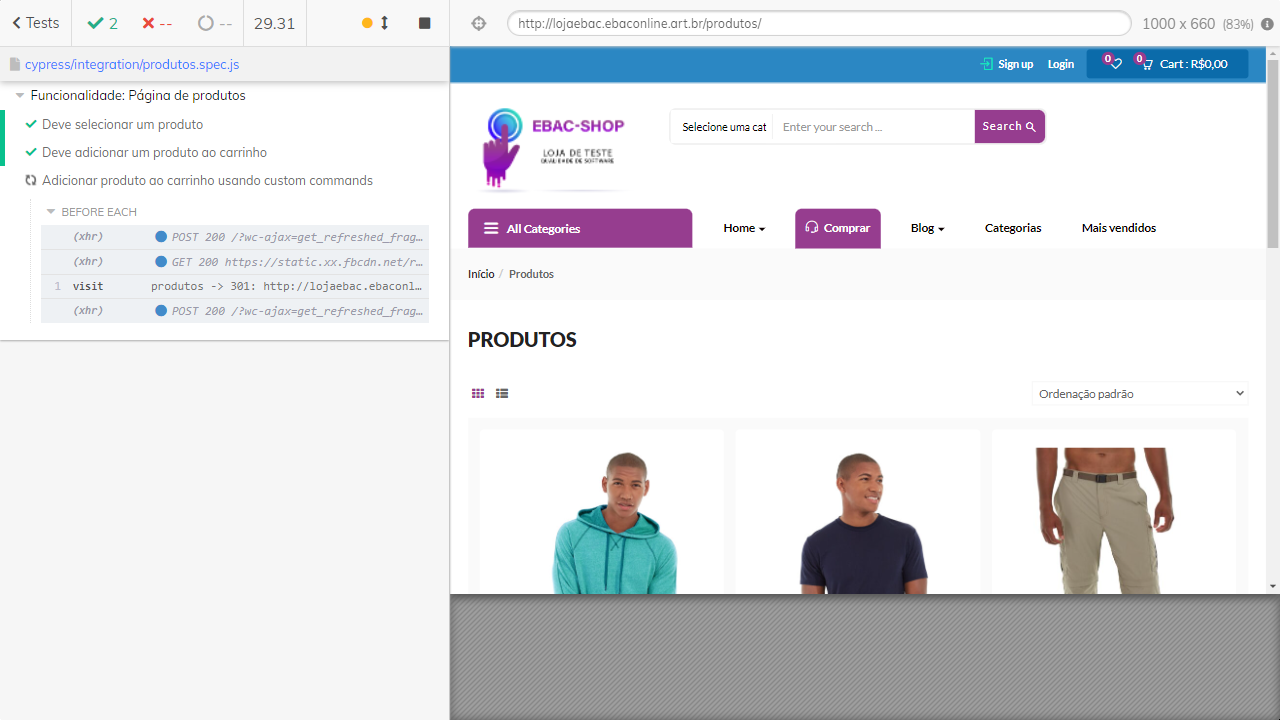 Tests
2
--
--
29.31
http://lojaebac.ebaconline.art.br/produtos/
1000 x 660 (83%)
cypress/integration/produtos.spec.js
Funcionalidade: Página de produtos
Deve selecionar um produto
Deve adicionar um produto ao carrinho
Adicionar produto ao carrinho usando custom commands
BEFORE EACH
(xhr) POST 200 /?wc-ajax=get_refreshed_frag…
(xhr) GET 200 https://static.xx.fbcdn.net/r…
1 visit produtos -> 301: http://lojaebac.ebaconl…
(xhr) POST 200 /?wc-ajax=get_refreshed_frag…
Sign up Login 0 0 Cart : R$0,00
EBAC-SHOP
LOJA DE TESTE
QUALIDADE DE SOFTWARE
Selecione uma cat Enter your search ... Search
All Categories Home Comprar Blog Categorias Mais vendidos
Início / Produtos
PRODUTOS
Ordenação padrão